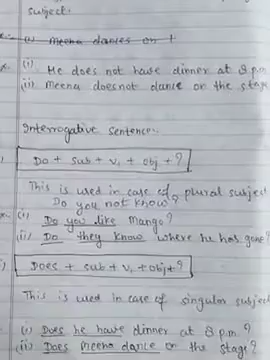 subject:
(i) Meena dances on t
(i) He does not have dinner at 8 p.m
(ii) Meena doesnot dance on the stage
Interrogative sentence:
Do + sub + V1 + obj + ?
This is used in case of plural subject
Do you not know?
(i) Do you like Mango?
(ii) Do they know where he has gone?
Does + sub + V1 + obj + ?
This is used in case of singular subject
(i) Does he have dinner at 8 p.m?
(ii) Does Meena dance on the stage?